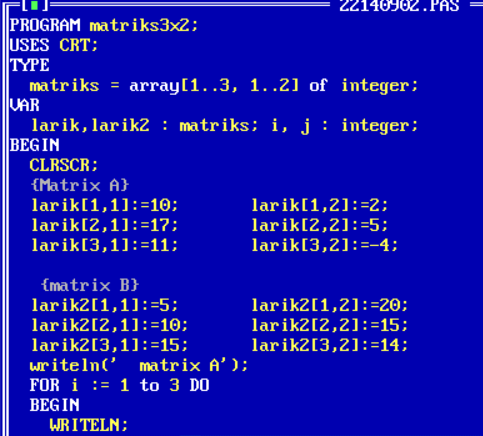 [■] 22140902.PAS
PROGRAM matriks3x2;
USES CRT;
TYPE
matriks = array[1..3, 1..2] of integer;
VAR
larik,larik2 : matriks; i, j : integer;
BEGIN
CLRSCR;
{Matrix A}
larik[1,1]:=10; larik[1,2]:=2;
larik[2,1]:=17; larik[2,2]:=5;
larik[3,1]:=11; larik[3,2]:=-4;
{matrix B}
larik2[1,1]:=5; larik2[1,2]:=20;
larik2[2,1]:=10; larik2[2,2]:=15;
larik2[3,1]:=15; larik2[3,2]:=14;
writeln('  matrix A');
FOR i := 1 to 3 DO
BEGIN
WRITELN;